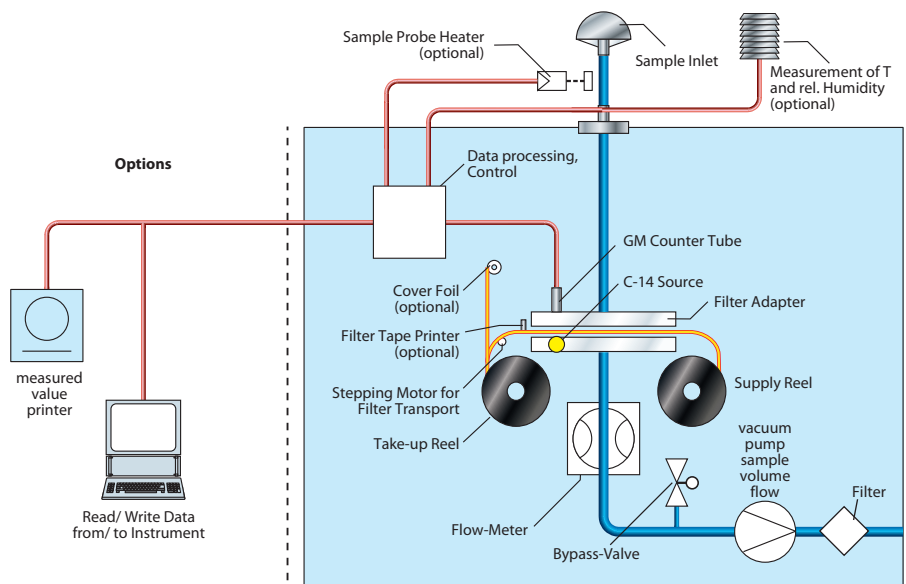 Sample Probe Heater
(optional)
Sample Inlet
Measurement of T
and rel. Humidity
(optional)
Options
Data processing,
Control
GM Counter Tube
C-14 Source
Cover Foil
(optional)
Filter Adapter
Filter Tape Printer
(optional)
Stepping Motor for
Filter Transport
Take-up Reel
Supply Reel
measured
value
printer
vacuum
pump
sample
volume
flow
Filter
Flow-Meter
Bypass-Valve
Read/ Write Data
from/ to Instrument